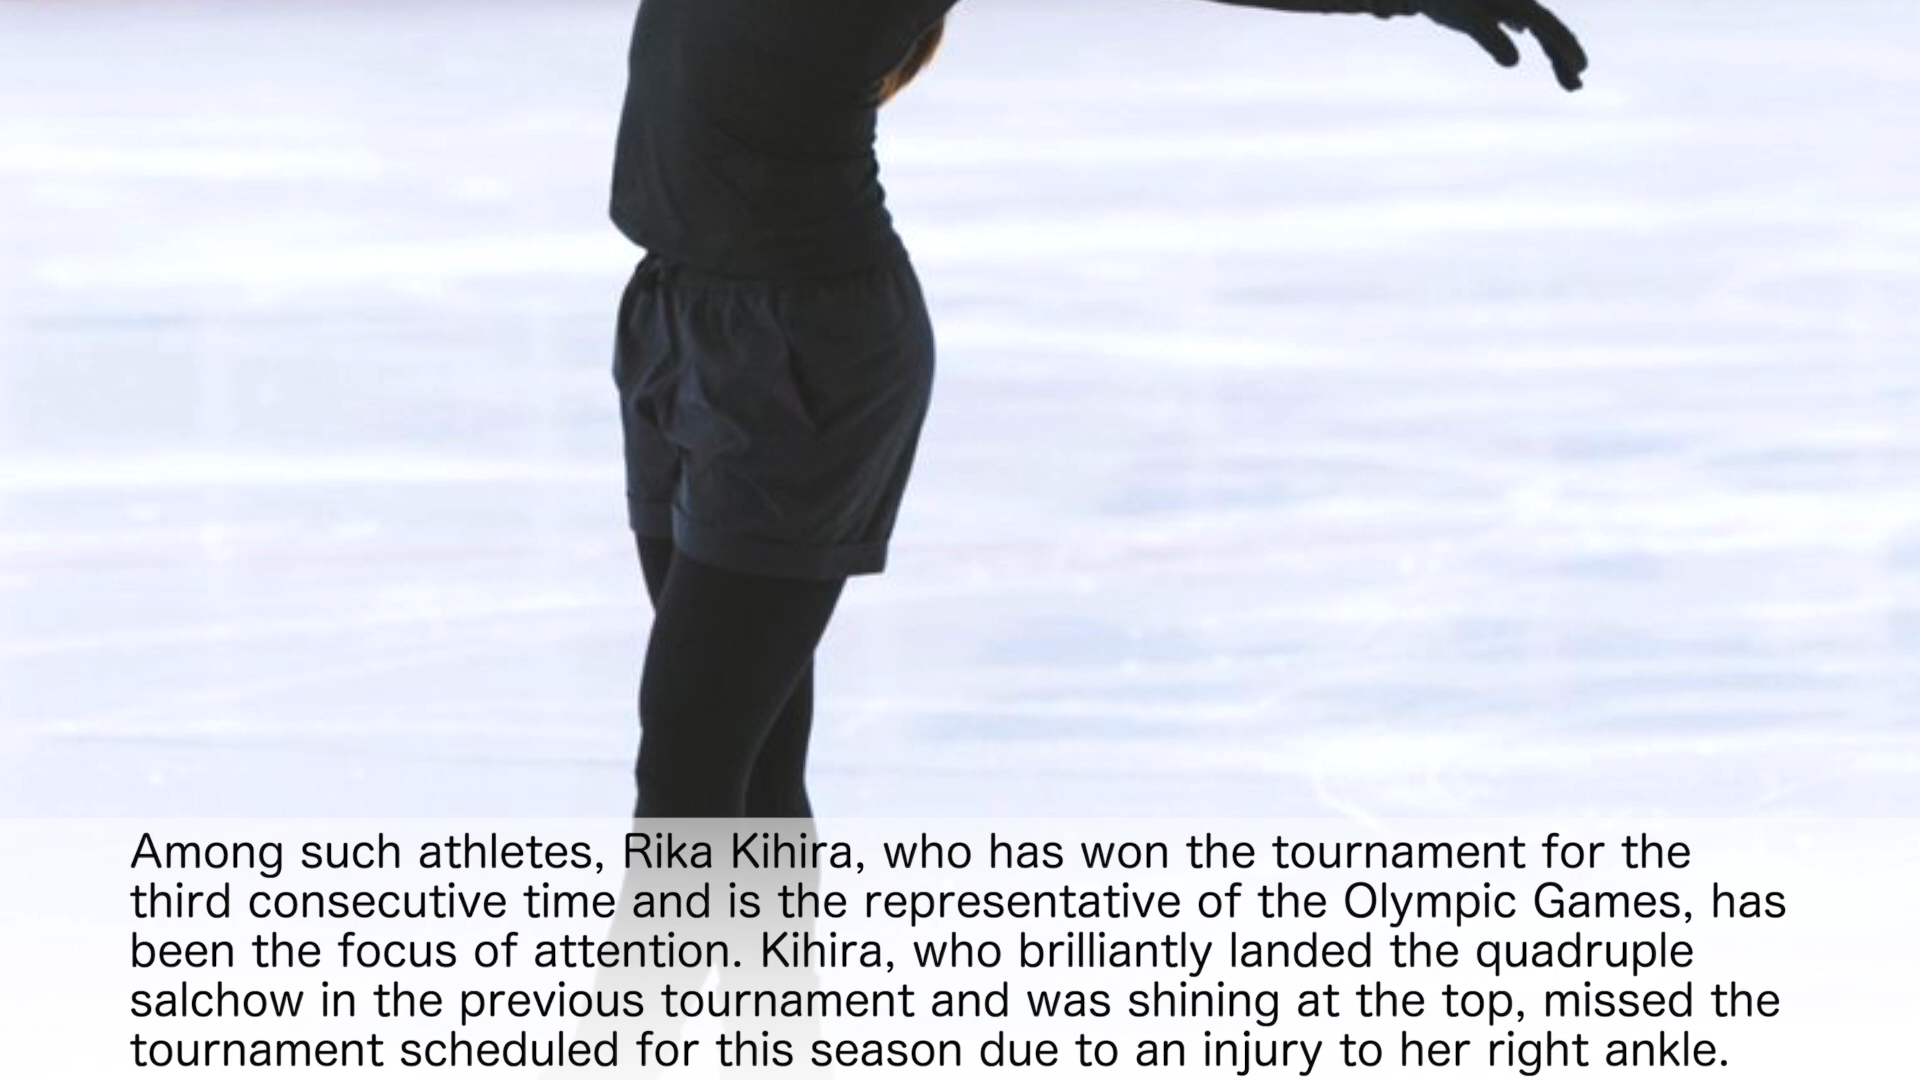 Among such athletes, Rika Kihira, who has won the tournament for the
third consecutive time and is the representative of the Olympic Games, has
been the focus of attention. Kihira, who brilliantly landed the quadruple
salchow in the previous tournament and was shining at the top, missed the
tournament scheduled for this season due to an injury to her right ankle.